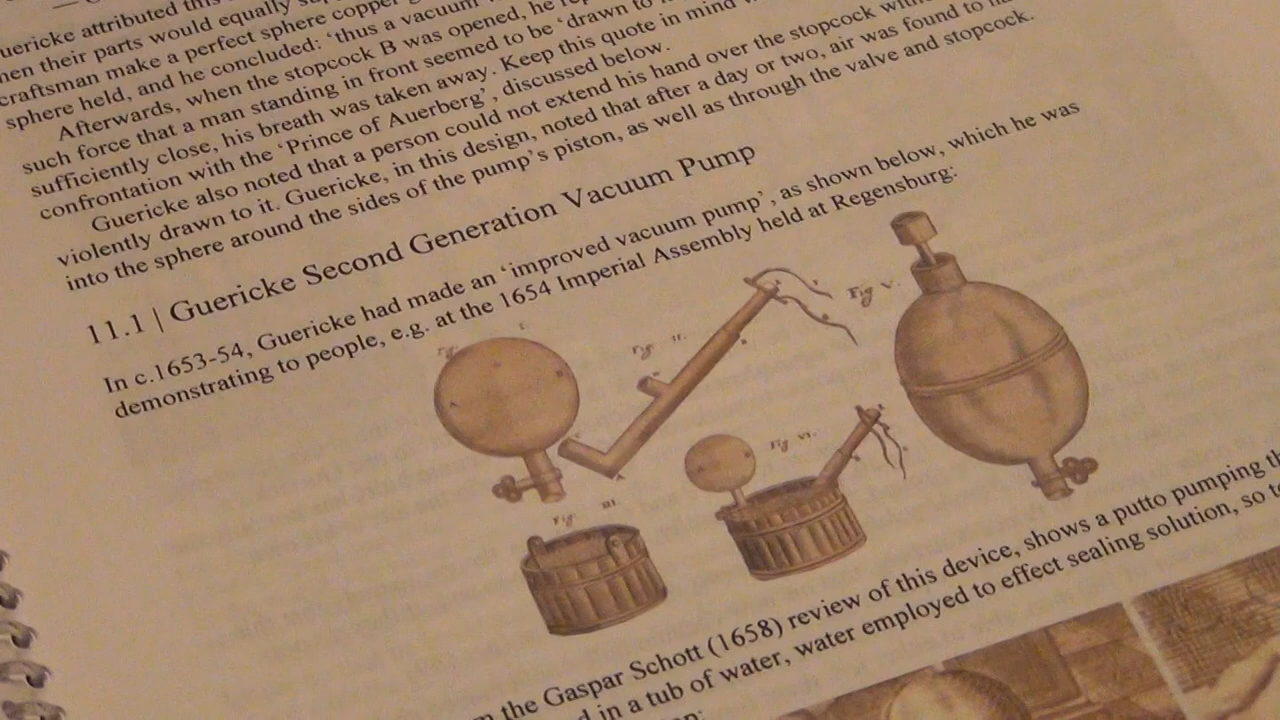 uericke attributed this
hen their parts would equally
craftsman make a perfect sphere copper
sphere held, and he concluded: 'thus a vacuum
Afterwards, when the stopcock B was opened, he
such force that a man standing in front seemed to be 'drawn to
sufficiently close, his breath was taken away. Keep this quote in mind
confrontation with the 'Prince of Auerberg', discussed below.
Guericke also noted that a person could not extend his hand over the stopcock
violently drawn to it. Guericke, in this design, noted that after a day or two, air was found to
into the sphere around the sides of the pump's piston, as well as through the valve and stopcock.
11.1 | Guericke Second Generation Vacuum Pump
In c.1653-54, Guericke had made an 'improved vacuum pump', as shown below, which he was
demonstrating to people, e.g. at the 1654 Imperial Assembly held at Regensburg:
Fig. I.
Fig. II.
Fig V.
Fig VI.
Fig. III.
the Gaspar Schott (1658) review of this device, shows a putto pumping
d in a tub of water, water employed to effect sealing solution, so